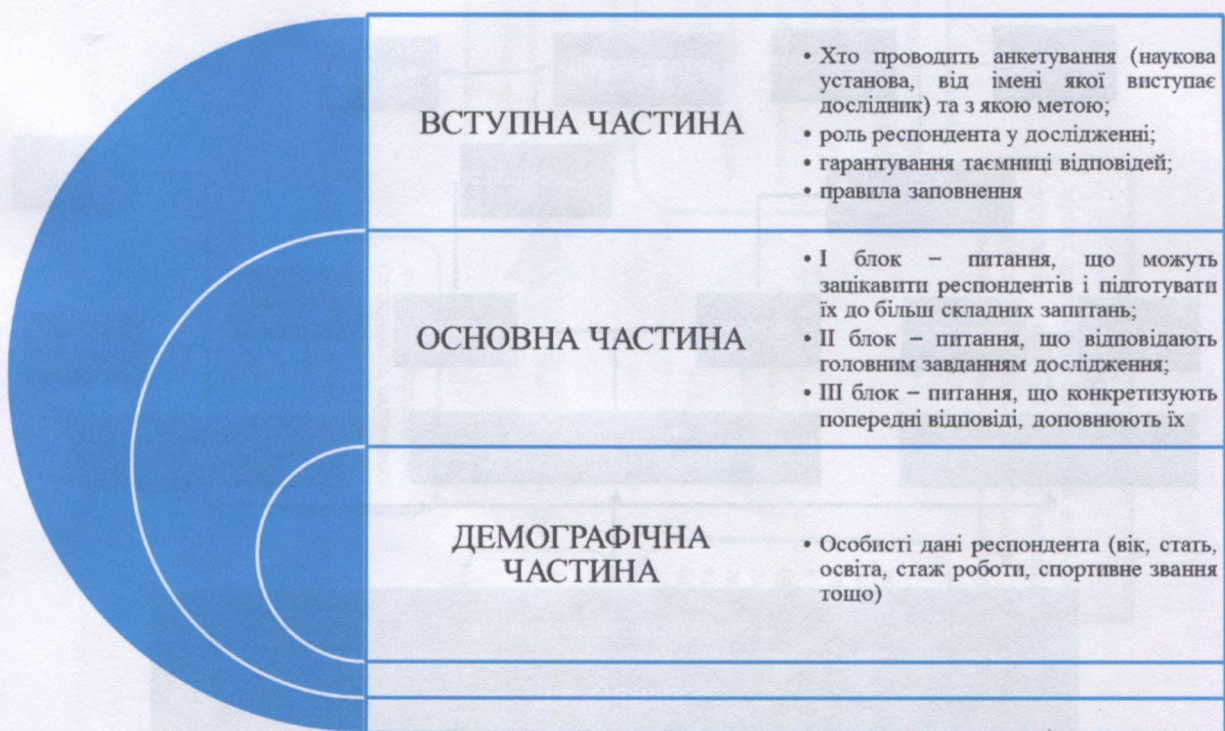 ВСТУПНА ЧАСТИНА
• Хто проводить анкетування (наукова
установа, від імені якої виступає
дослідник) та з якою метою;
• роль респондента у дослідженні;
• гарантування таємниці відповідей;
• правила заповнення
ОСНОВНА ЧАСТИНА
• І блок – питання, що можуть
зацікавити респондентів і підготувати
їх до більш складних запитань;
• ІІ блок – питання, що відповідають
головним завданням дослідження;
• ІІІ блок – питання, що конкретизують
попередні відповіді, доповнюють їх
ДЕМОГРАФІЧНА
ЧАСТИНА
• Особисті дані респондента (вік, стать,
освіта, стаж роботи, спортивне звання
тощо)